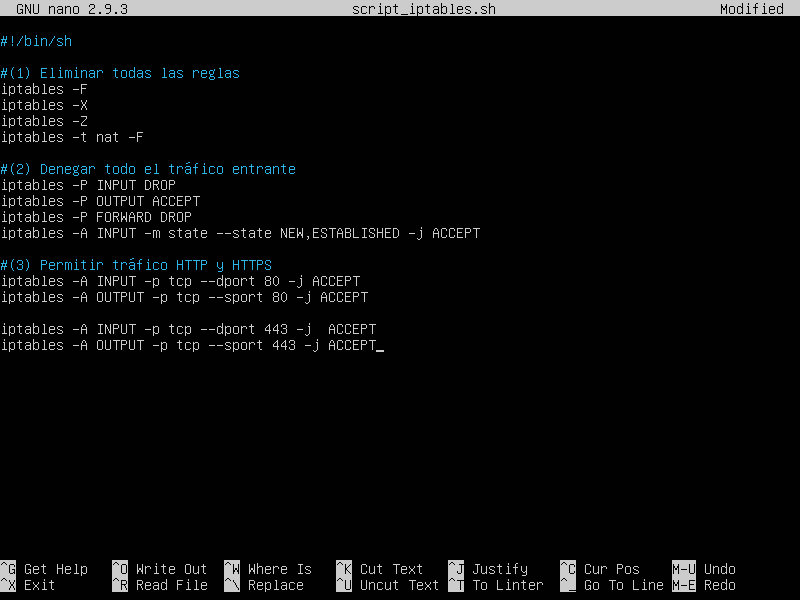 GNU nano 2.9.3 script_iptables.sh Modified
#!/bin/sh
#(1) Eliminar todas las reglas
iptables -F
iptables -X
iptables -Z
iptables -t nat -F
#(2) Denegar todo el tráfico entrante
iptables -P INPUT DROP
iptables -P OUTPUT ACCEPT
iptables -P FORWARD DROP
iptables -A INPUT -m state --state NEW,ESTABLISHED -j ACCEPT
#(3) Permitir tráfico HTTP y HTTPS
iptables -A INPUT -p tcp --dport 80 -j ACCEPT
iptables -A OUTPUT -p tcp --sport 80 -j ACCEPT
iptables -A INPUT -p tcp --dport 443 -j  ACCEPT
iptables -A OUTPUT -p tcp --sport 443 -j ACCEPT_
^G Get Help ^O Write Out ^W Where Is ^K Cut Text ^J Justify ^C Cur Pos M-U Undo
^X Exit ^R Read File ^\ Replace ^U Uncut Text ^T To Linter ^_ Go To Line M-E Redo